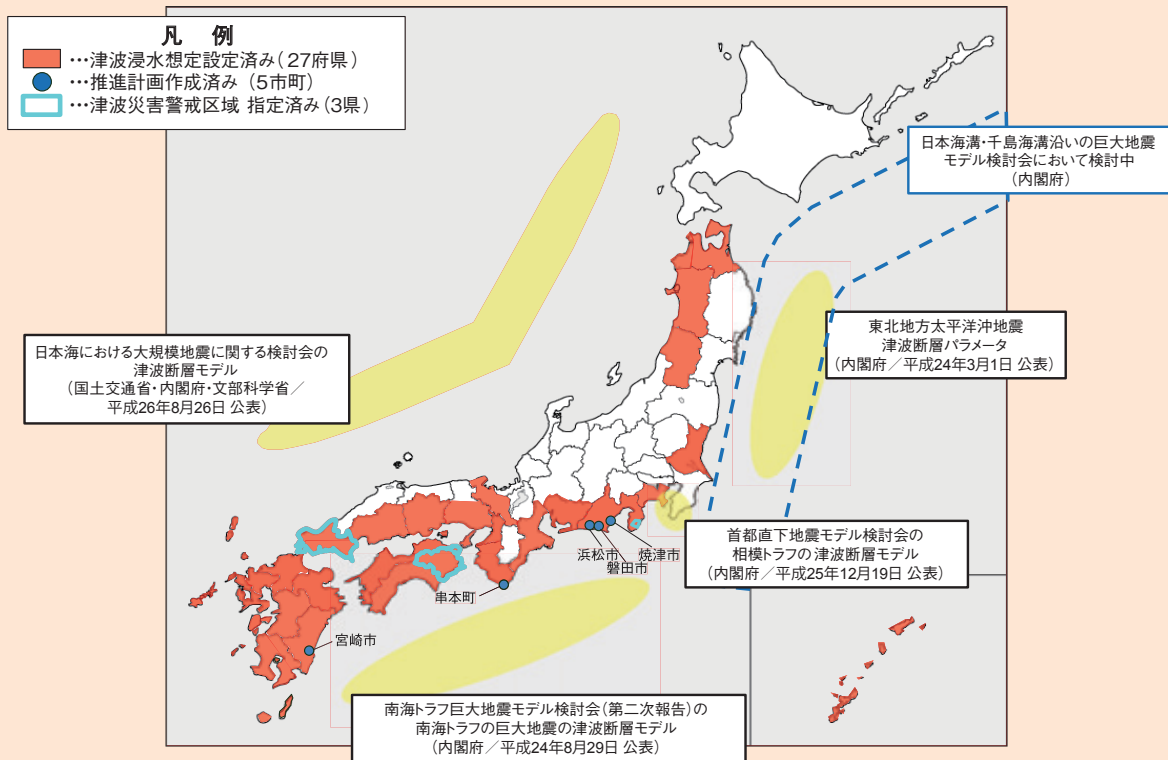 凡 例
…津波浸水想定設定済み(27府県)
…推進計画作成済み (5市町)
…津波災害警戒区域 指定済み(3県)
日本海溝・千島海溝沿いの巨大地震
モデル検討会において検討中
(内閣府)
東北地方太平洋沖地震
津波断層パラメータ
(内閣府/平成24年3月1日 公表)
日本海における大規模地震に関する検討会の
津波断層モデル
(国土交通省・内閣府・文部科学省/
平成26年8月26日 公表)
首都直下地震モデル検討会の
相模トラフの津波断層モデル
(内閣府/平成25年12月19日 公表)
浜松市
磐田市
焼津市
串本町
宮崎市
南海トラフ巨大地震モデル検討会(第二次報告)の
南海トラフの巨大地震の津波断層モデル
(内閣府/平成24年8月29日 公表)